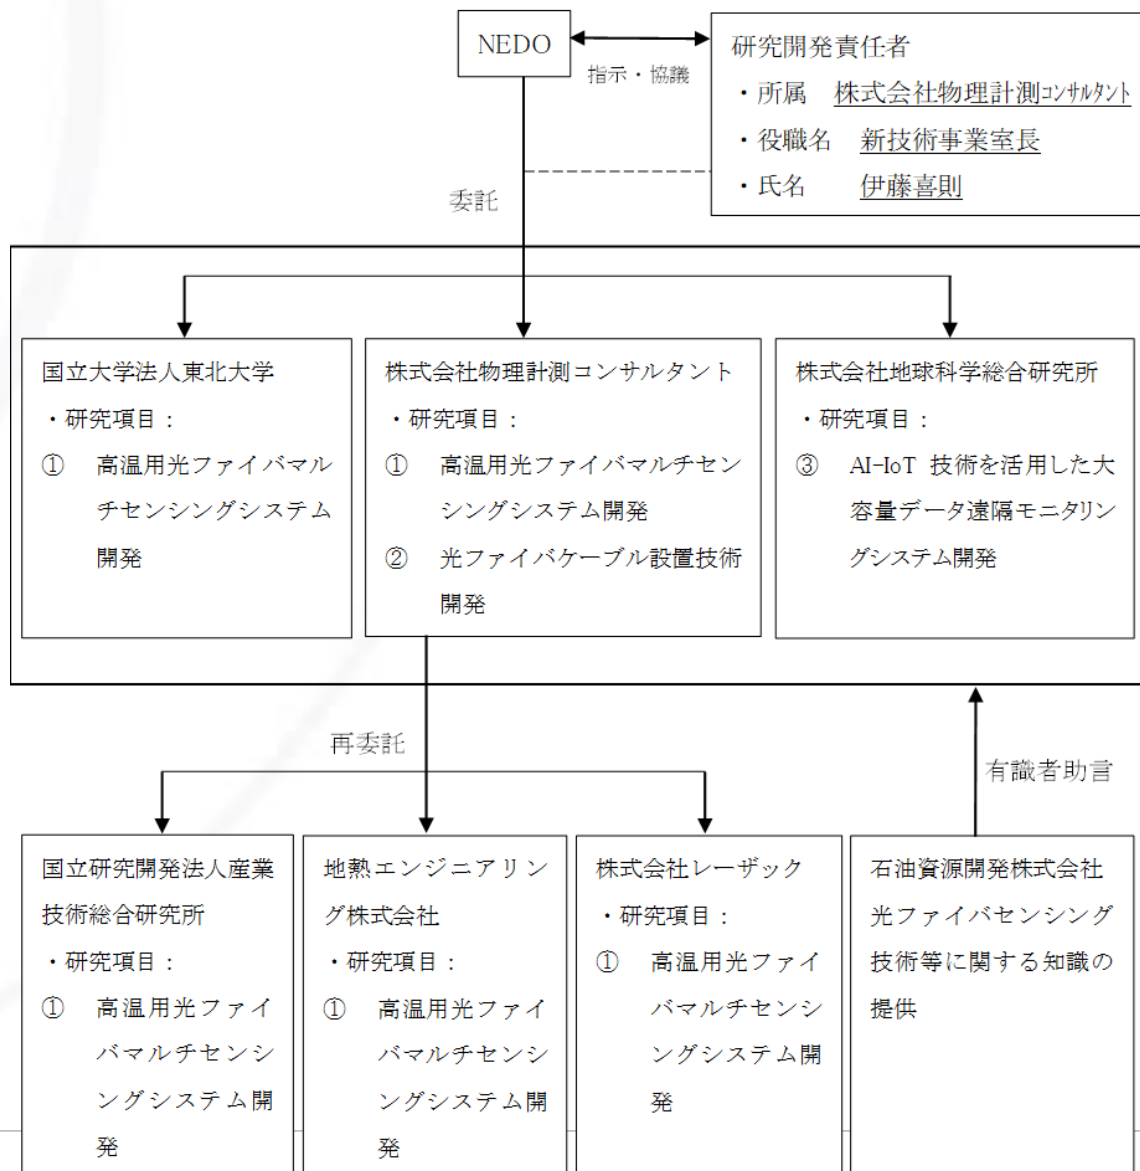 NEDO
指示・協議
研究開発責任者
・所属 株式会社物理計測コンサルタント
・役職名 新技術事業室長
・氏名 伊藤喜則
委託
国立大学法人東北大学
・研究項目：
① 高温用光ファイバマル
チセンシングシステム
開発
株式会社物理計測コンサルタント
・研究項目：
① 高温用光ファイバマルチセン
シングシステム開発
② 光ファイバケーブル設置技術
開発
株式会社地球科学総合研究所
・研究項目：
③ AI-IoT 技術を活用した大
容量データ遠隔モニタリン
グシステム開発
再委託
有識者助言
国立研究開発法人産業
技術総合研究所
・研究項目：
① 高温用光ファイ
バマルチセンシ
ングシステム開
発
地熱エンジニアリン
グ株式会社
・研究項目：
① 高温用光ファイ
バマルチセンシ
ングシステム開
発
株式会社レーザック
・研究項目：
① 高温用光ファイ
バマルチセンシ
ングシステム開
発
石油資源開発株式会社
光ファイバセンシング
技術等に関する知識の
提供